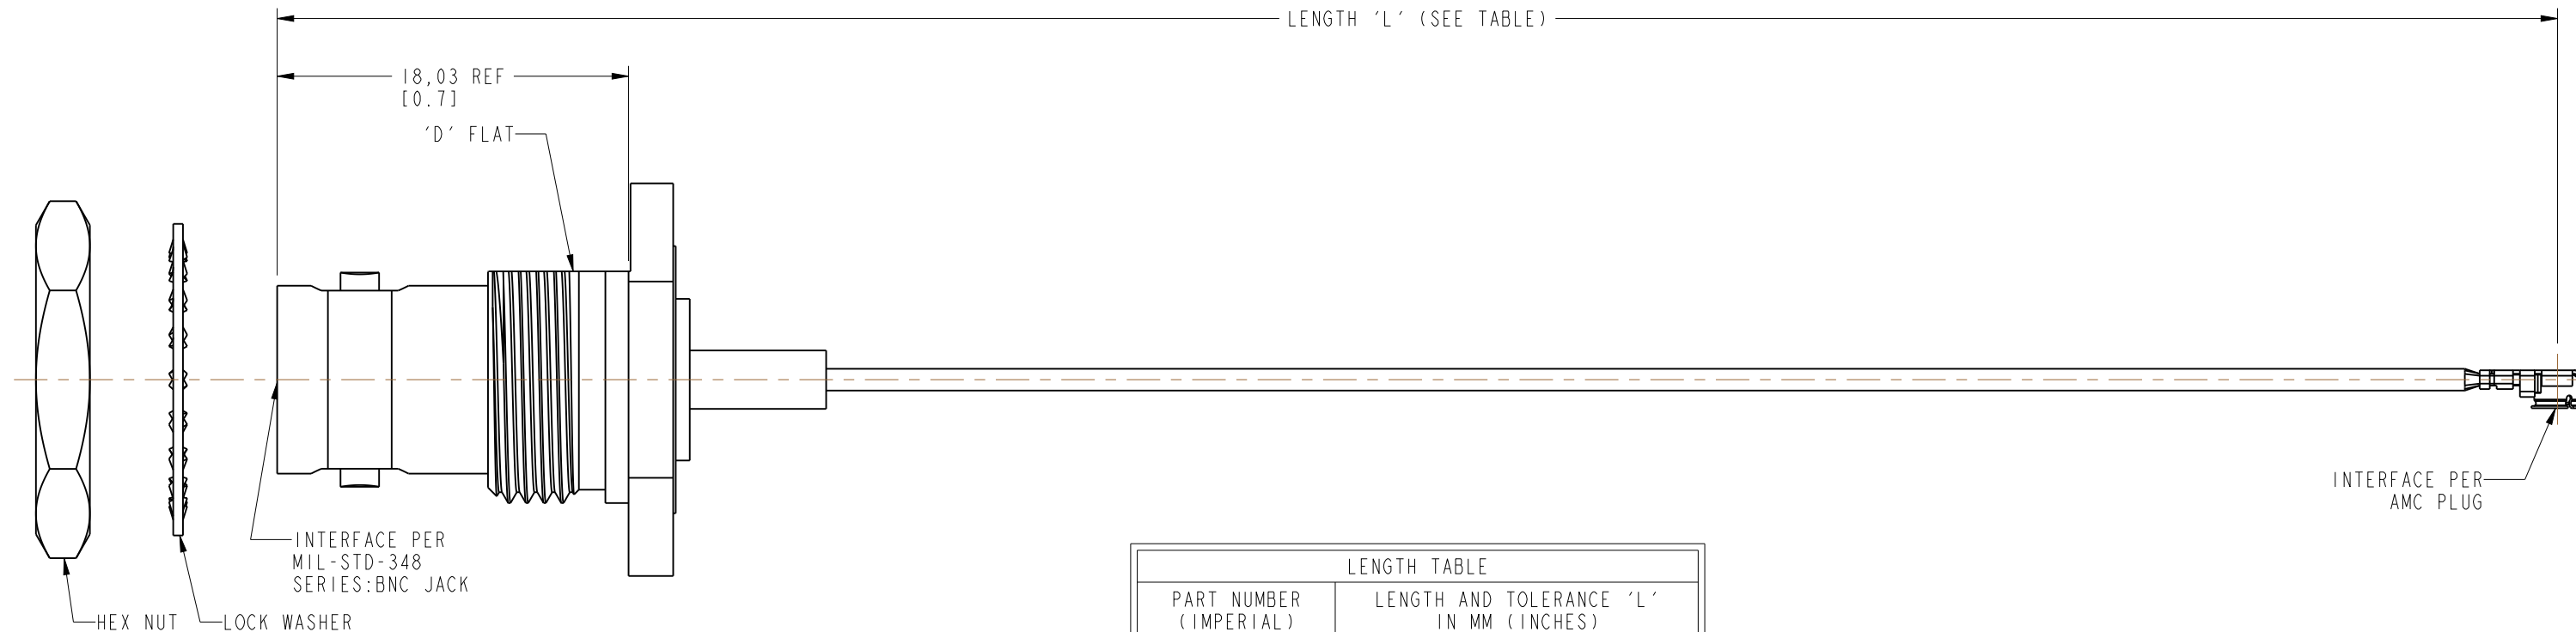 LENGTH 'L' (SEE TABLE)
18,03 REF
[0.7]
'D' FLAT
INTERFACE PER
AMC PLUG
INTERFACE PER
MIL-STD-348
SERIES:BNC JACK
HEX NUT
LOCK WASHER
LENGTH TABLE
PART NUMBER
(IMPERIAL)
LENGTH AND TOLERANCE 'L'
IN MM (INCHES)